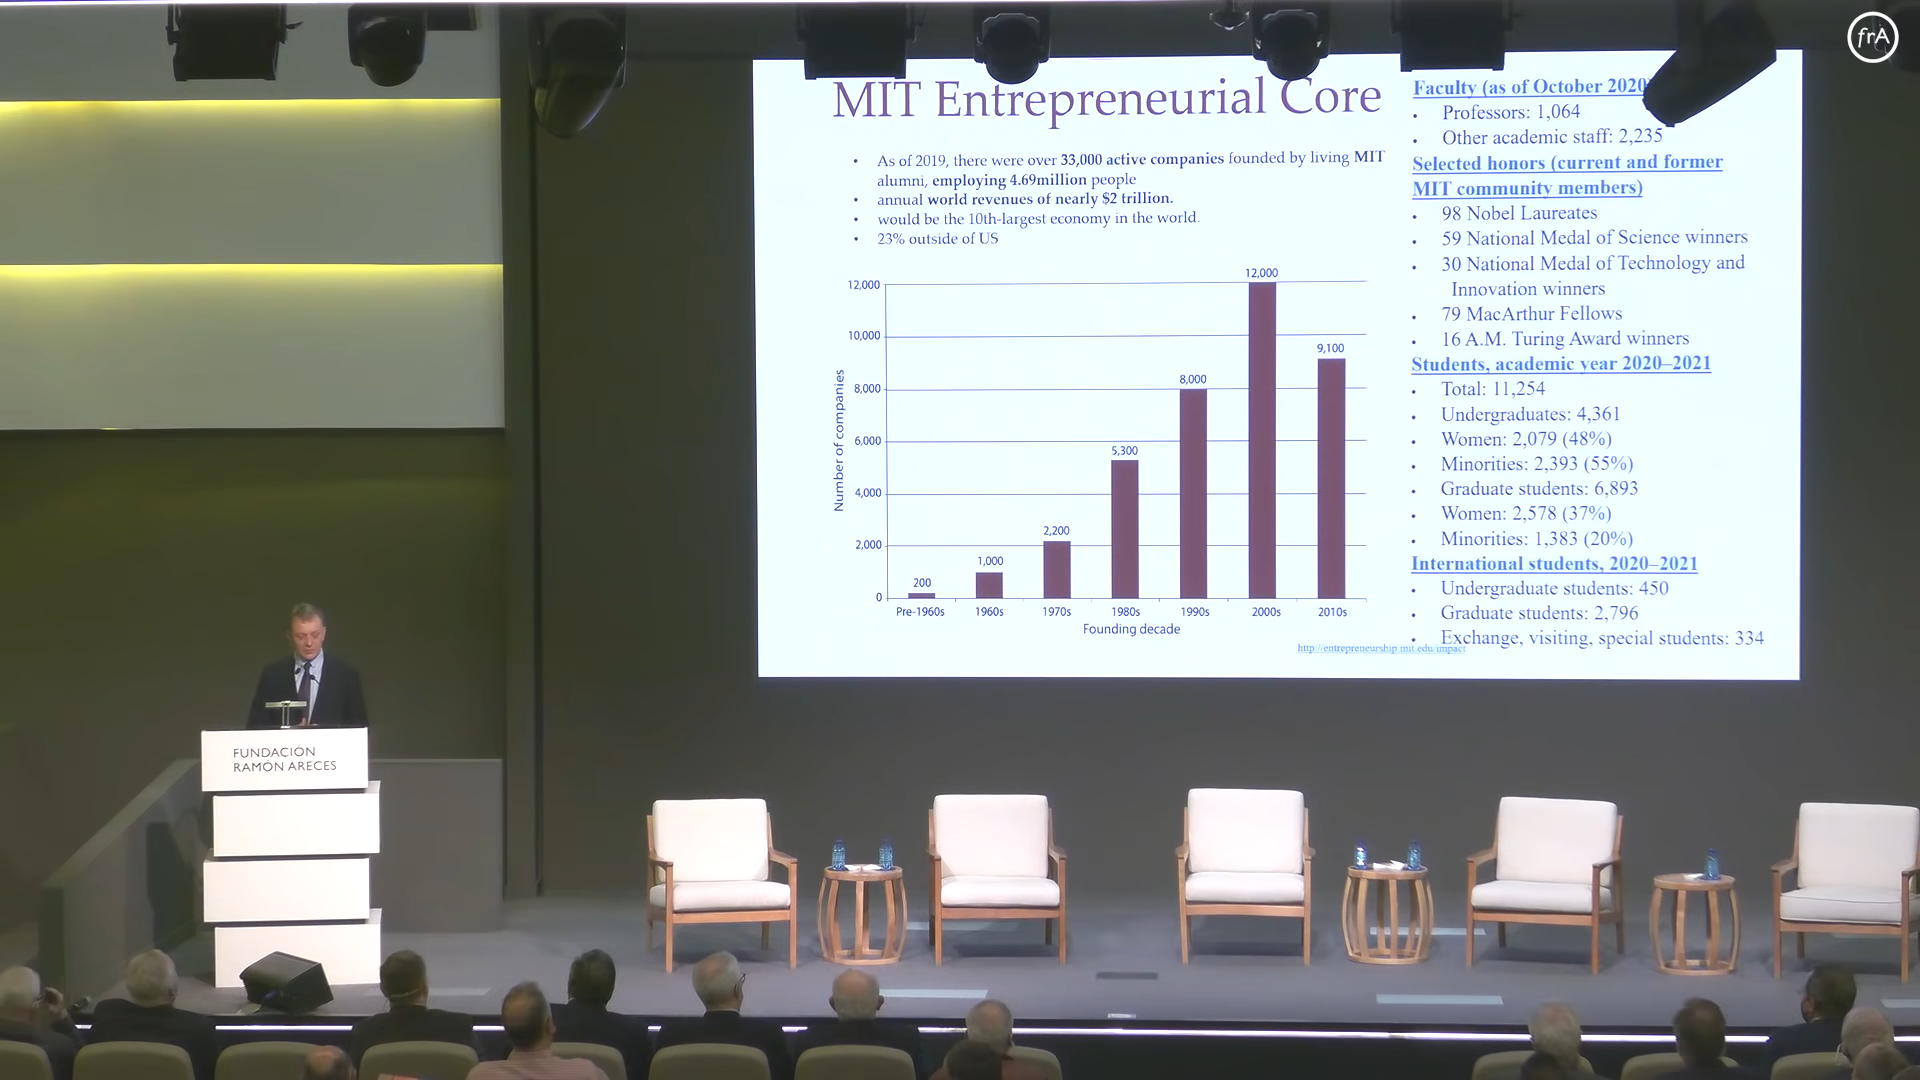 frA
MIT Entrepreneurial Core
• As of 2019, there were over 33,000 active companies founded by living MIT
alumni, employing 4.69million people
• annual world revenues of nearly $2 trillion.
• would be the 10th-largest economy in the world.
• 23% outside of US
Number of companies
12,000
10,000
8,000
6,000
4,000
2,000
0
200
1,000
2,200
5,300
8,000
12,000
9,100
Pre-1960s 1960s 1970s 1980s 1990s 2000s 2010s
Founding decade
http://entrepreneurship.mit.edu/impact
Faculty (as of October 2020
• Professors: 1,064
• Other academic staff: 2,235
Selected honors (current and former
MIT community members)
• 98 Nobel Laureates
• 59 National Medal of Science winners
• 30 National Medal of Technology and
Innovation winners
• 79 MacArthur Fellows
• 16 A.M. Turing Award winners
Students, academic year 2020–2021
• Total: 11,254
• Undergraduates: 4,361
• Women: 2,079 (48%)
• Minorities: 2,393 (55%)
• Graduate students: 6,893
• Women: 2,578 (37%)
• Minorities: 1,383 (20%)
International students, 2020–2021
• Undergraduate students: 450
• Graduate students: 2,796
• Exchange, visiting, special students: 334
FUNDACIÓN
RAMÓN ARECES